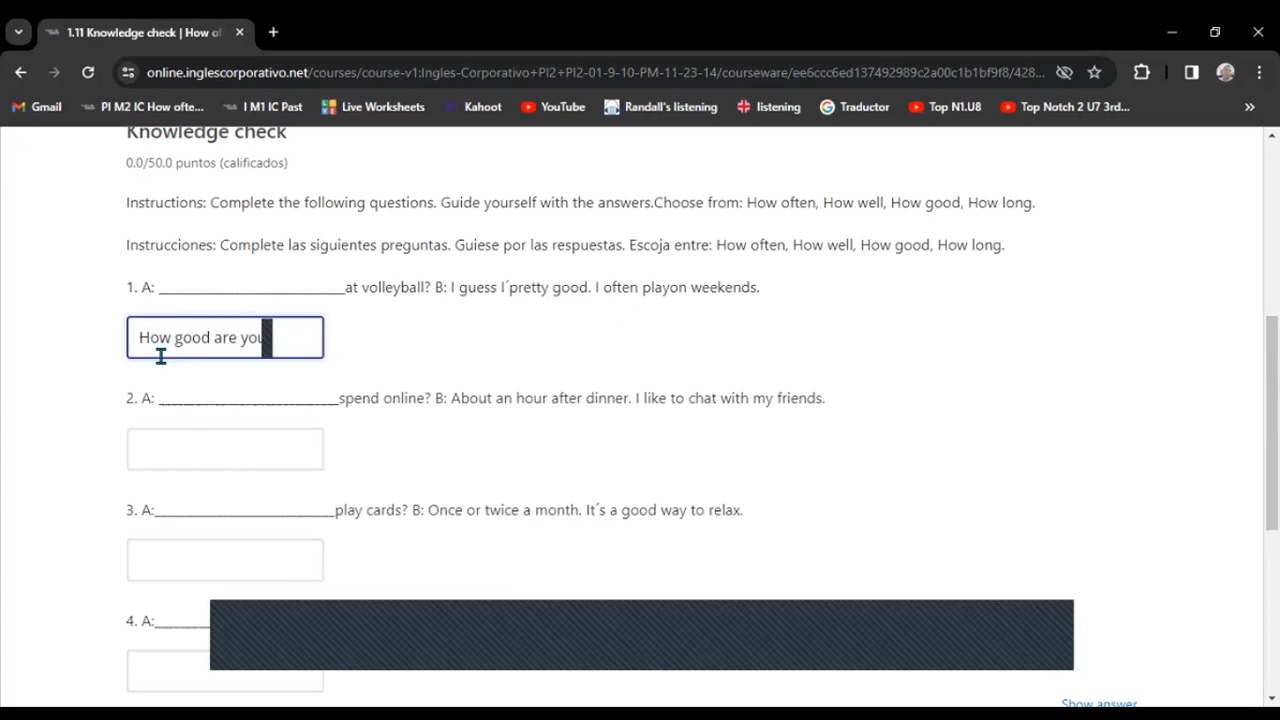 1.11 Knowledge check | How of
online.inglescorporativo.net/courses/course-v1:Ingles-Corporativo+PI2+PI2-01-9-10-PM-11-23-14/courseware/ee6ccc6ed137492989c2a00c1b1bf9f8/428...
Gmail PI M2 IC How ofte... I M1 IC Past Live Worksheets Kahoot YouTube Randall's listening listening Traductor Top N1.U8 Top Notch 2 U7 3rd... »
Knowledge check
0.0/50.0 puntos (calificados)
Instructions: Complete the following questions. Guide yourself with the answers.Choose from: How often, How well, How good, How long.
Instrucciones: Complete las siguientes preguntas. Guiese por las respuestas. Escoja entre: How often, How well, How good, How long.
1. A: __________________________at volleyball? B: I guess I´pretty good. I often playon weekends.
How good are you
2. A: _________________________spend online? B: About an hour after dinner. I like to chat with my friends.
3. A:_________________________play cards? B: Once or twice a month. It´s a good way to relax.
4. A:________
Show answer